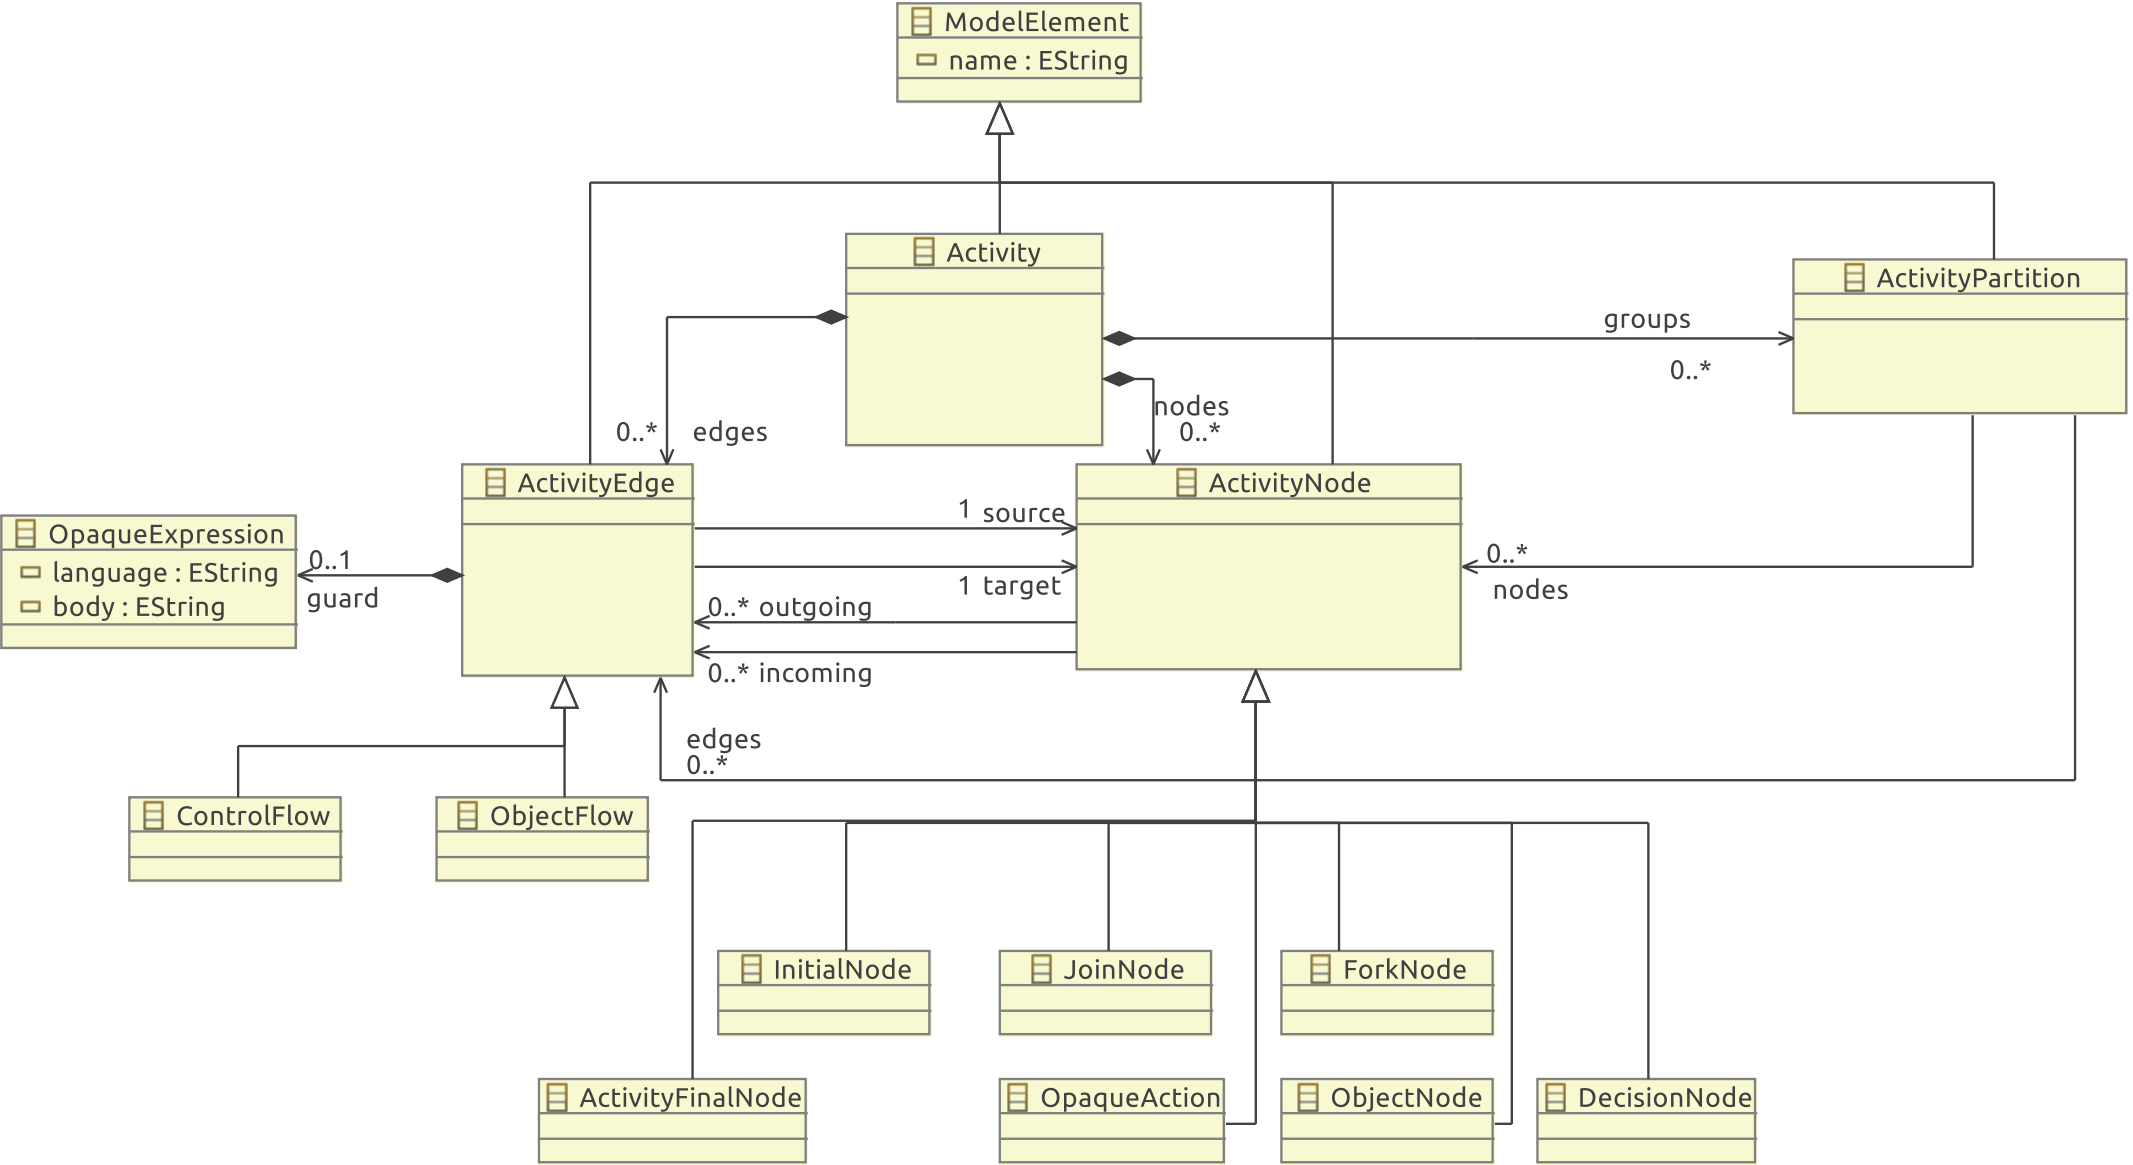 ModelElement
name : EString
Activity
ActivityPartition
groups
0..*
nodes
0..*
0..* edges
ActivityEdge
ActivityNode
1 source
OpaqueExpression
language : EString
body : EString
0..1
guard
0..*
nodes
1 target
0..* outgoing
0..* incoming
edges
0..*
ControlFlow
ObjectFlow
InitialNode
JoinNode
ForkNode
ActivityFinalNode
OpaqueAction
ObjectNode
DecisionNode